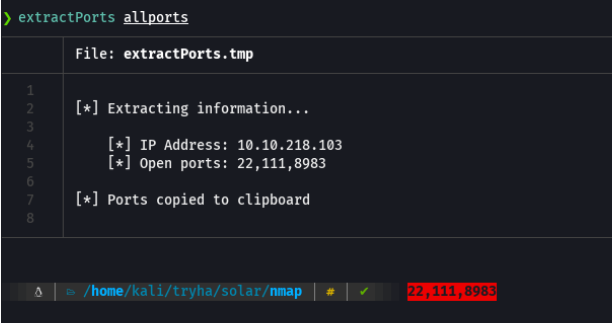 ❯ extractPorts allports
File: extractPorts.tmp
1
2 [*] Extracting information...
3
4 [*] IP Address: 10.10.218.103
5 [*] Open ports: 22,111,8983
6
7 [*] Ports copied to clipboard
8
/home/kali/tryha/solar/nmap # ✔ 22,111,8983